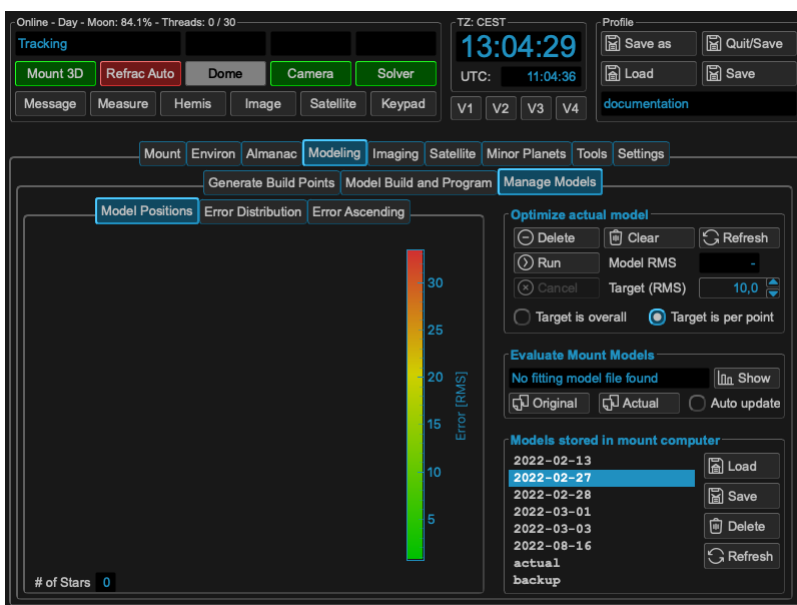 Online - Day - Moon: 84.1% - Threads: 0 / 30
Tracking
Mount 3D Refrac Auto Dome Camera Solver
Message Measure Hemis Image Satellite Keypad
TZ: CEST
13:04:29
UTC: 11:04:36
V1 V2 V3 V4
Profile
Save as Quit/Save
Load Save
documentation
Mount Environ Almanac Modeling Imaging Satellite Minor Planets Tools Settings
Generate Build Points Model Build and Program Manage Models
Model Positions Error Distribution Error Ascending
30
25
20
15
10
5
Error [RMS]
# of Stars 0
Optimize actual model
Delete Clear Refresh
Run Model RMS -
Cancel Target (RMS) 10,0
Target is overall Target is per point
Evaluate Mount Models
No fitting model file found Show
Original Actual Auto update
Models stored in mount computer
2022-02-13
2022-02-27
2022-02-28
2022-03-01
2022-03-03
2022-08-16
actual
backup
Load
Save
Delete
Refresh